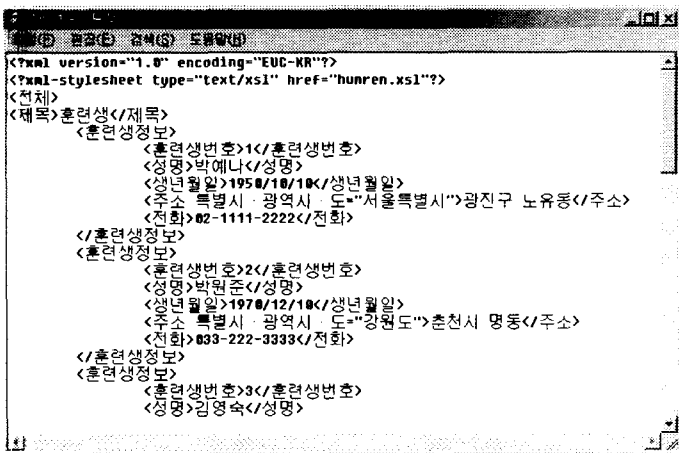 편집(E) 검색(S) 도움말(H)
<?xml version="1.0" encoding="EUC-KR"?>
<?xml-stylesheet type="text/xsl" href="hunren.xsl"?>
<전체>
<제목>훈련생</제목>
<훈련생정보>
<훈련생번호>1</훈련생번호>
<성명>박예나</성명>
<생년월일>1950/10/10</생년월일>
<주소 특별시·광역시·도="서울특별시">광진구 노유동</주소>
<전화>02-1111-2222</전화>
</훈련생정보>
<훈련생정보>
<훈련생번호>2</훈련생번호>
<성명>박원준</성명>
<생년월일>1970/12/10</생년월일>
<주소 특별시·광역시·도="강원도">춘천시 명동</주소>
<전화>033-222-3333</전화>
</훈련생정보>
<훈련생정보>
<훈련생번호>3</훈련생번호>
<성명>김영숙</성명>